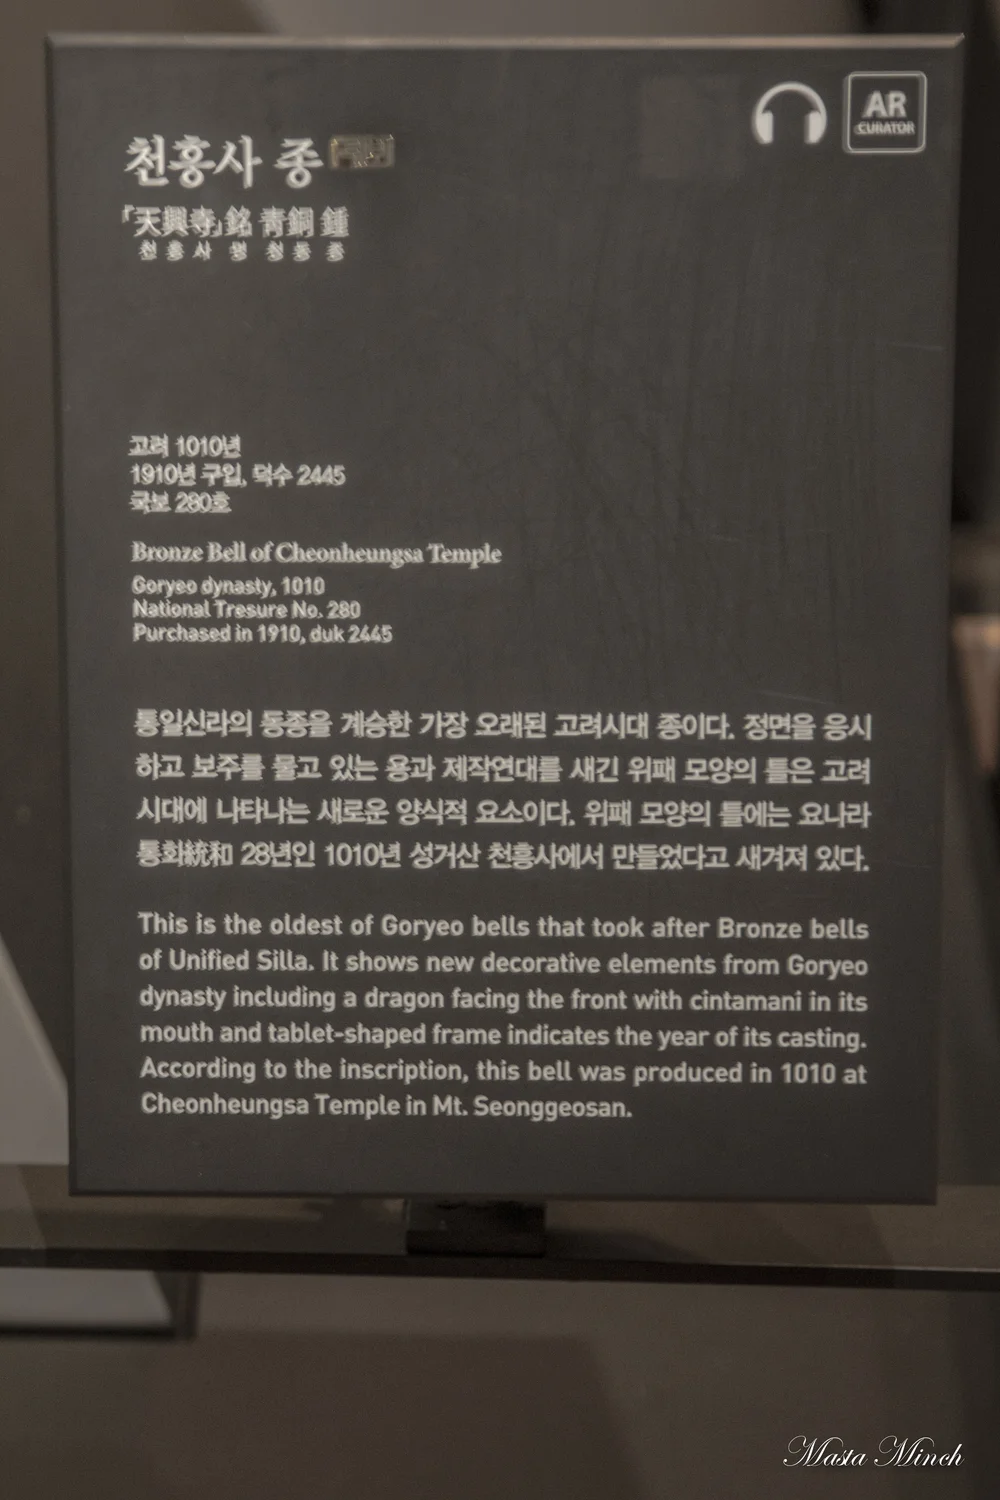 천흥사 종
AR
CURATOR
「天興寺」銘 青銅鍾
천흥사 명 청동 종
고려 1010년
1910년 구입, 덕수 2445
국보 280호
Bronze Bell of Cheonheungsa Temple
Goryeo dynasty, 1010
National Tresure No. 280
Purchased in 1910, duk 2445
통일신라의 동종을 계승한 가장 오래된 고려시대 종이다. 정면을 응시
하고 보주를 물고 있는 용과 제작연대를 새긴 위패 모양의 틀은 고려
시대에 나타나는 새로운 양식적 요소이다. 위패 모양의 틀에는 요나라
통화統和 28년인 1010년 성거산 천흥사에서 만들었다고 새겨져 있다.
This is the oldest of Goryeo bells that took after Bronze bells
of Unified Silla. It shows new decorative elements from Goryeo
dynasty including a dragon facing the front with cintamani in its
mouth and tablet-shaped frame indicates the year of its casting.
According to the inscription, this bell was produced in 1010 at
Cheonheungsa Temple in Mt. Seonggeosan.
Masta Minch